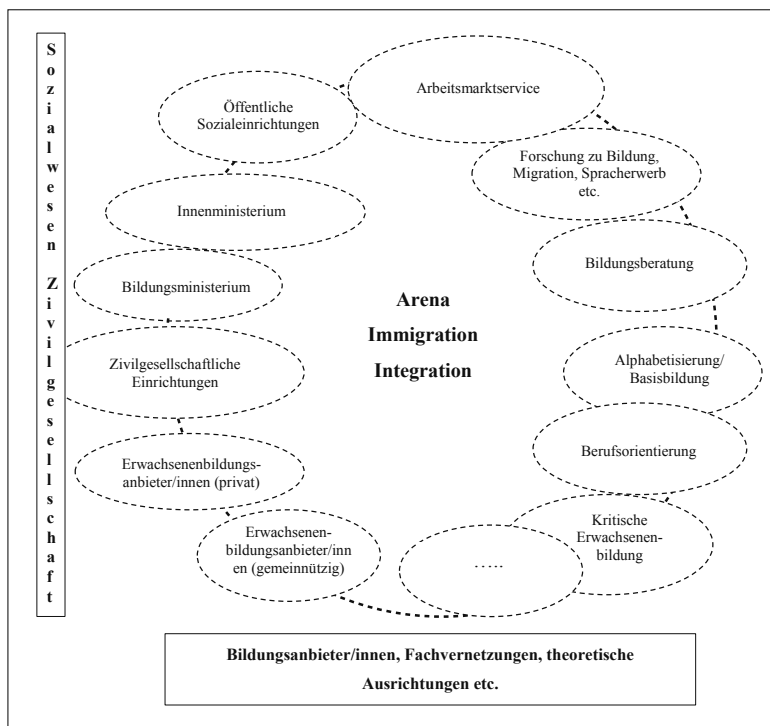 Sozialwesen Zivilgesellschaft
Arbeitsmarktservice
Öffentliche
Sozialeinrichtungen
Forschung zu Bildung,
Migration, Spracherwerb
etc.
Innenministerium
Bildungsberatung
Bildungsministerium
Arena
Immigration
Integration
Zivilgesellschaftliche
Einrichtungen
Alphabetisierung/
Basisbildung
Berufsorientierung
Erwachsenenbildungs-
anbieter/innen (privat)
Kritische
Erwachsenen-
bildung
Erwachsenen-
bildungsanbieter/inn
en (gemeinnützig)
.....
Bildungsanbieter/innen, Fachvernetzungen, theoretische
Ausrichtungen etc.